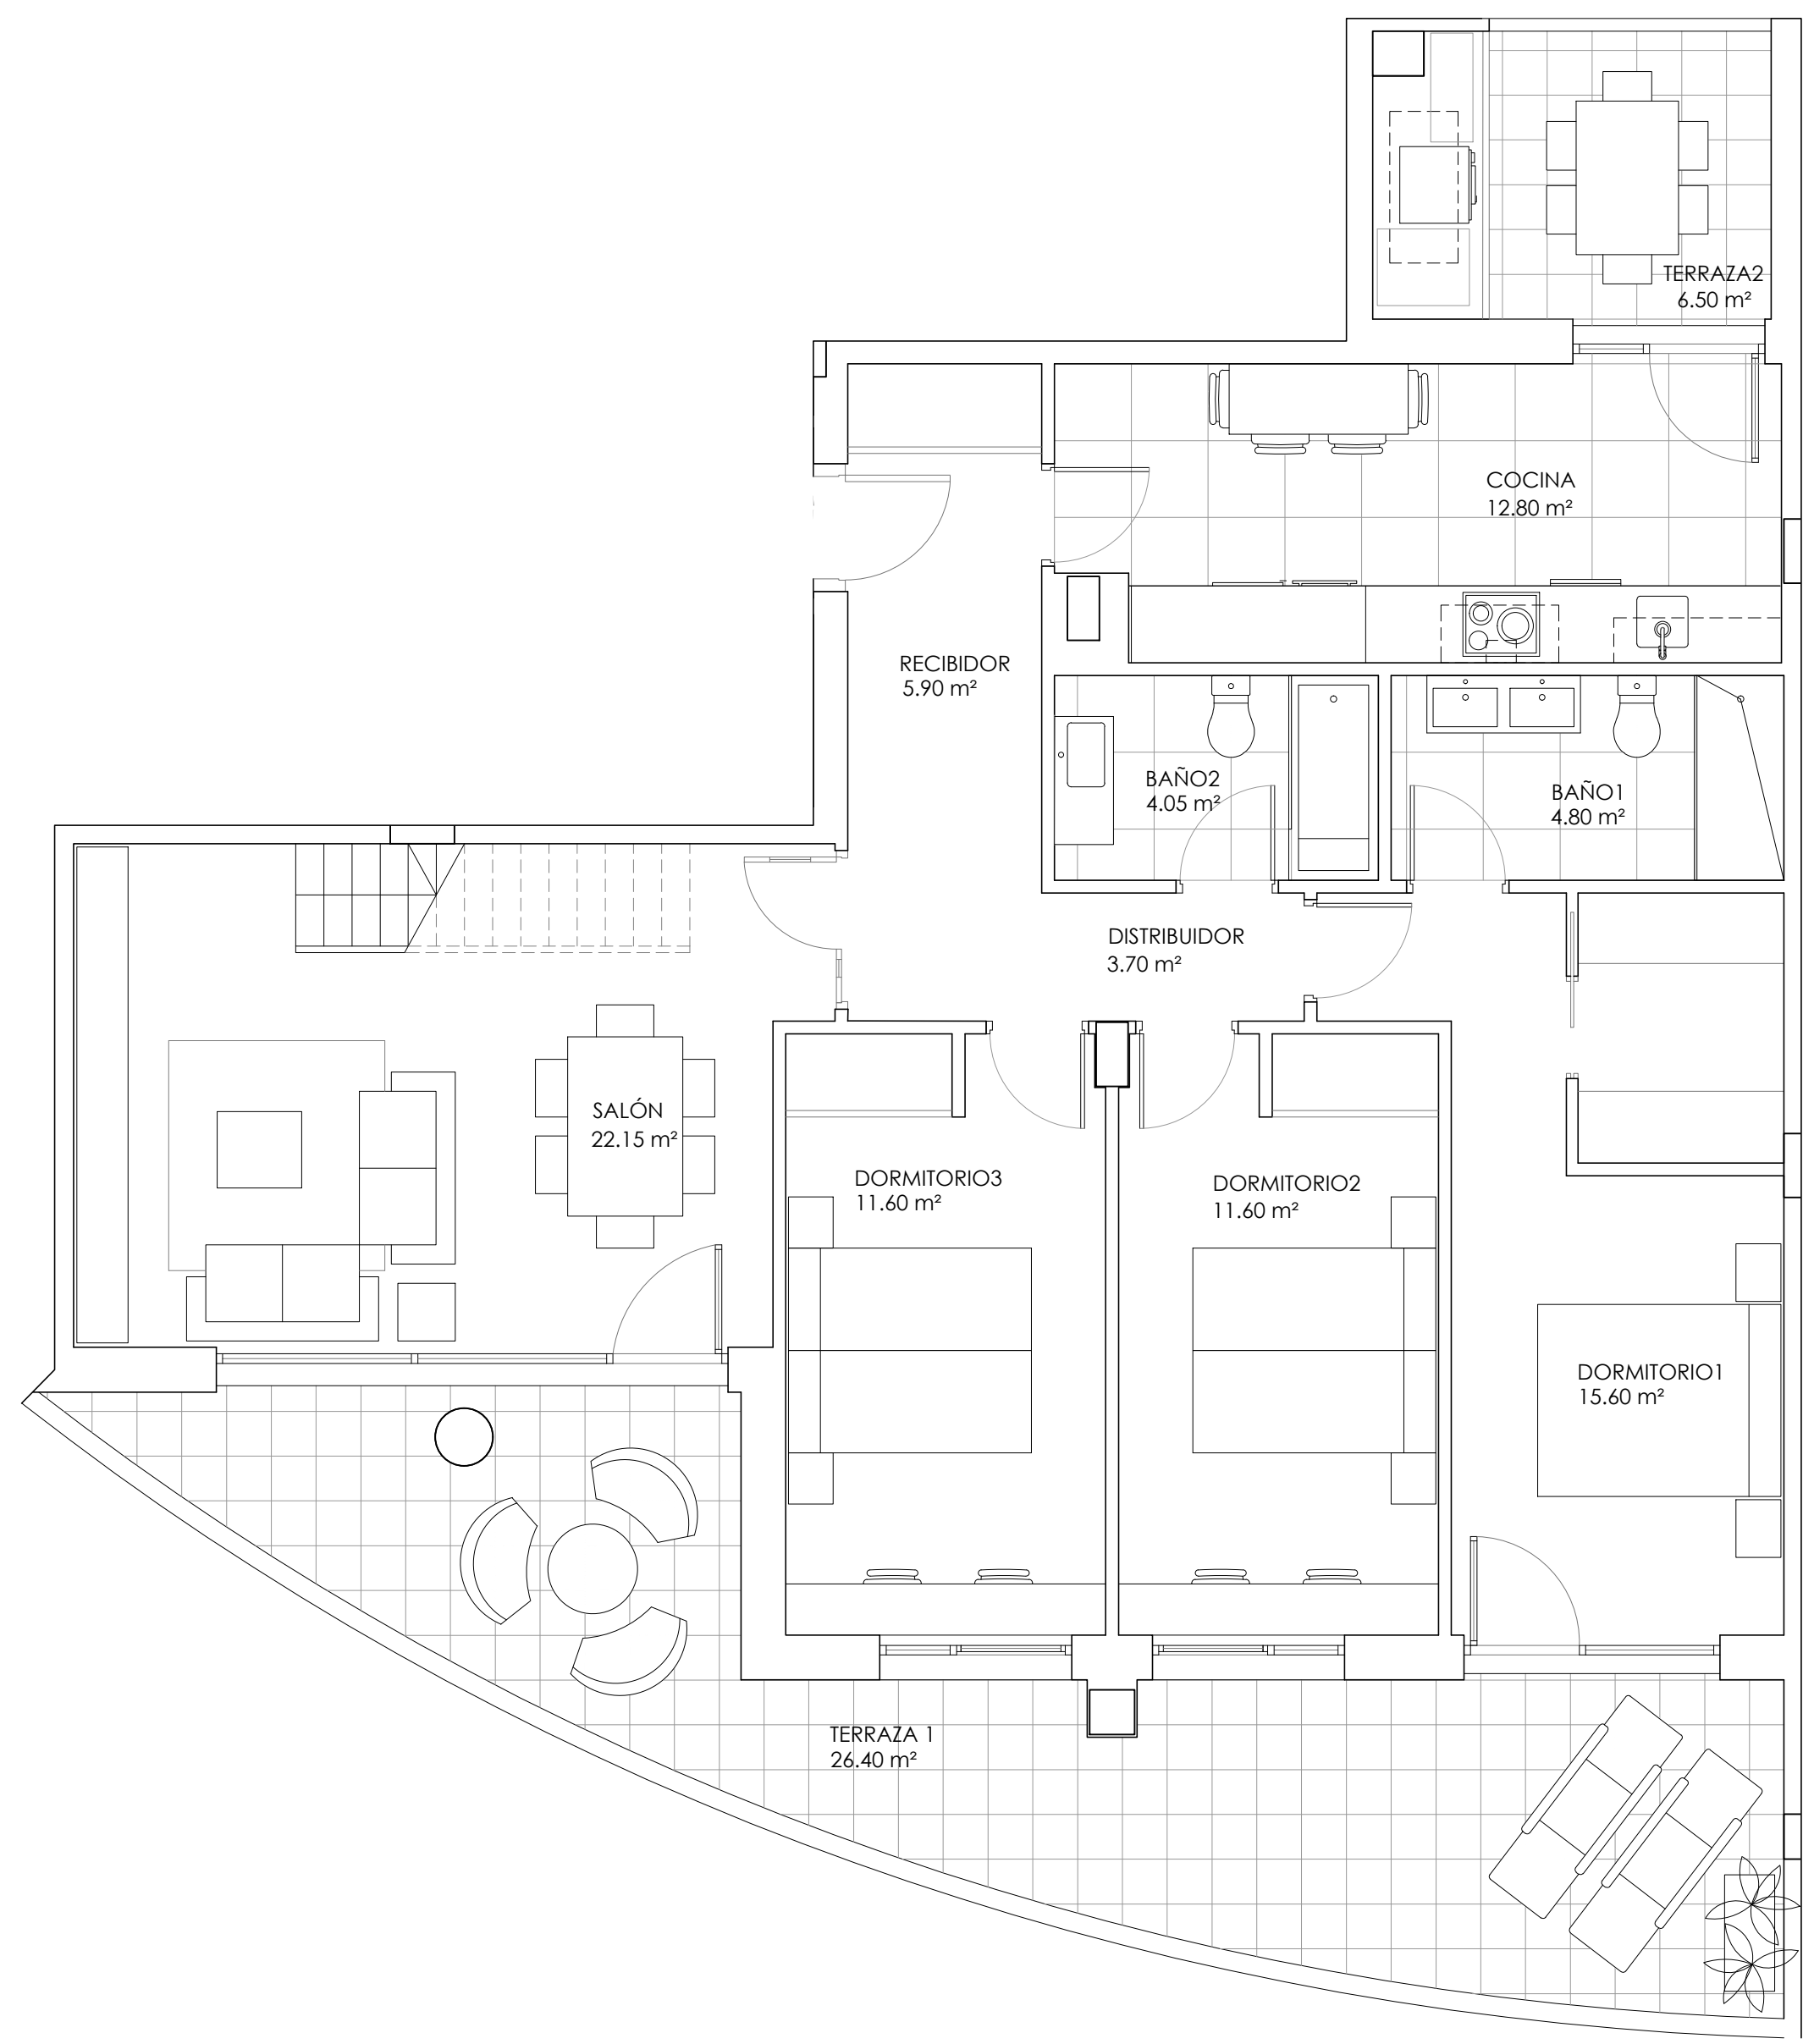 TERRAZA2
6.50 m²
COCINA
12.80 m²
RECIBIDOR
5.90 m²
BAÑO2
4.05 m²
BAÑO1
4.80 m²
DISTRIBUIDOR
3.70 m²
SALÓN
22.15 m²
DORMITORIO3
11.60 m²
DORMITORIO2
11.60 m²
DORMITORIO1
15.60 m²
TERRAZA 1
26.40 m²